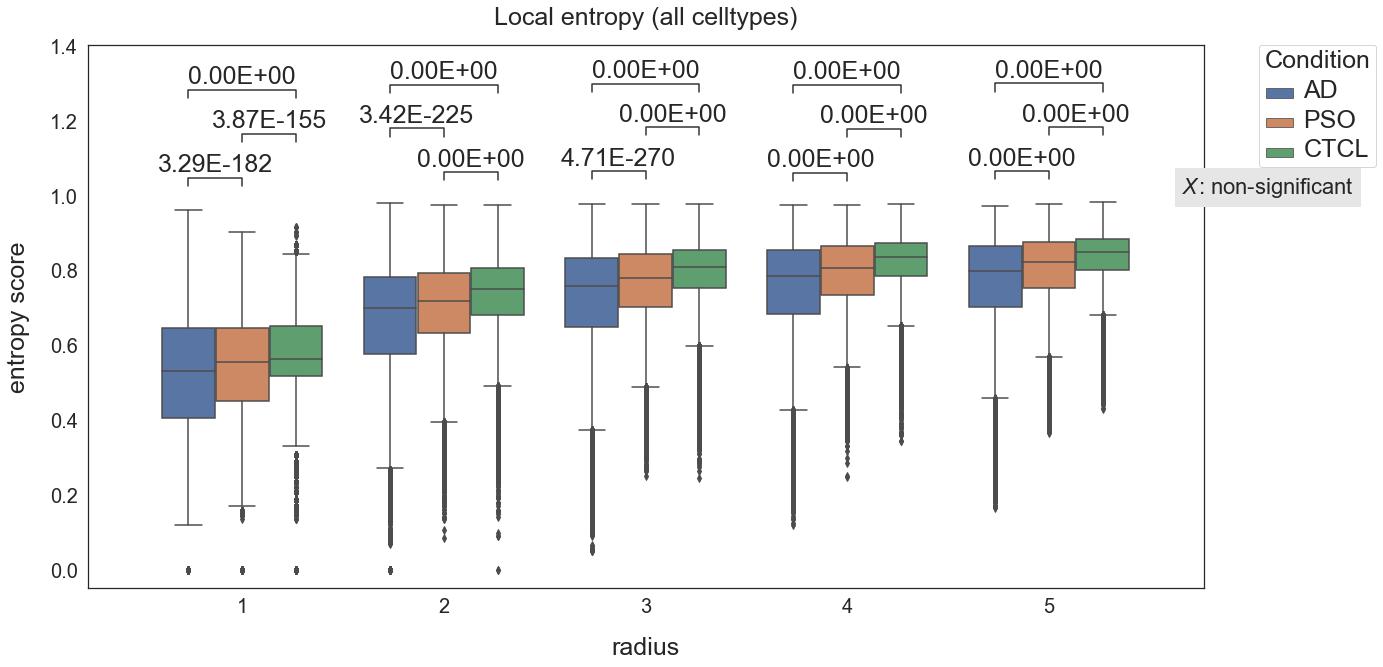 Local entropy (all celltypes)
1.4
1.2
1.0
0.8
0.6
0.4
0.2
0.0
entropy score
0.00E+00
3.87E-155
3.29E-182
0.00E+00
3.42E-225
0.00E+00
0.00E+00
0.00E+00
4.71E-270
0.00E+00
0.00E+00
0.00E+00
0.00E+00
0.00E+00
0.00E+00
1
2
3
4
5
radius
Condition
AD
PSO
CTCL
X: non-significant